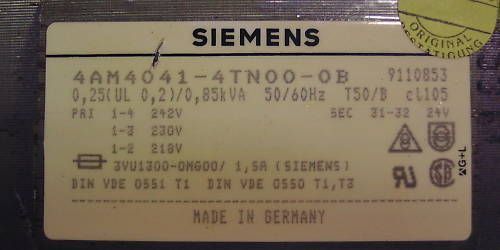 SIEMENS
ORIGINAL
4AM4041-4TN00-0B 9110853
0,25(UL 0,2)/0,85kVA 50/60Hz T50/B cl105
PRI 1-4 242V SEC 31-32 24V
1-3 230V
1-2 218V
3VU1300-0MG00/ 1,5A (SIEMENS)
G+L
DIN VDE 0551 T1 DIN VDE 0550 T1,T3
MADE IN GERMANY